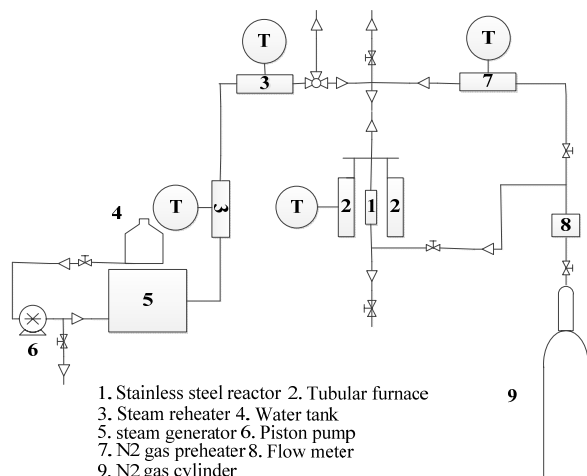 T
T
3
7
T
T
4
3
2
1
2
8
5
6
9
1. Stainless steel reactor 2. Tubular furnace
3. Steam reheater 4. Water tank
5. steam generator 6. Piston pump
7. N2 gas preheater 8. Flow meter
9. N2 gas cylinder